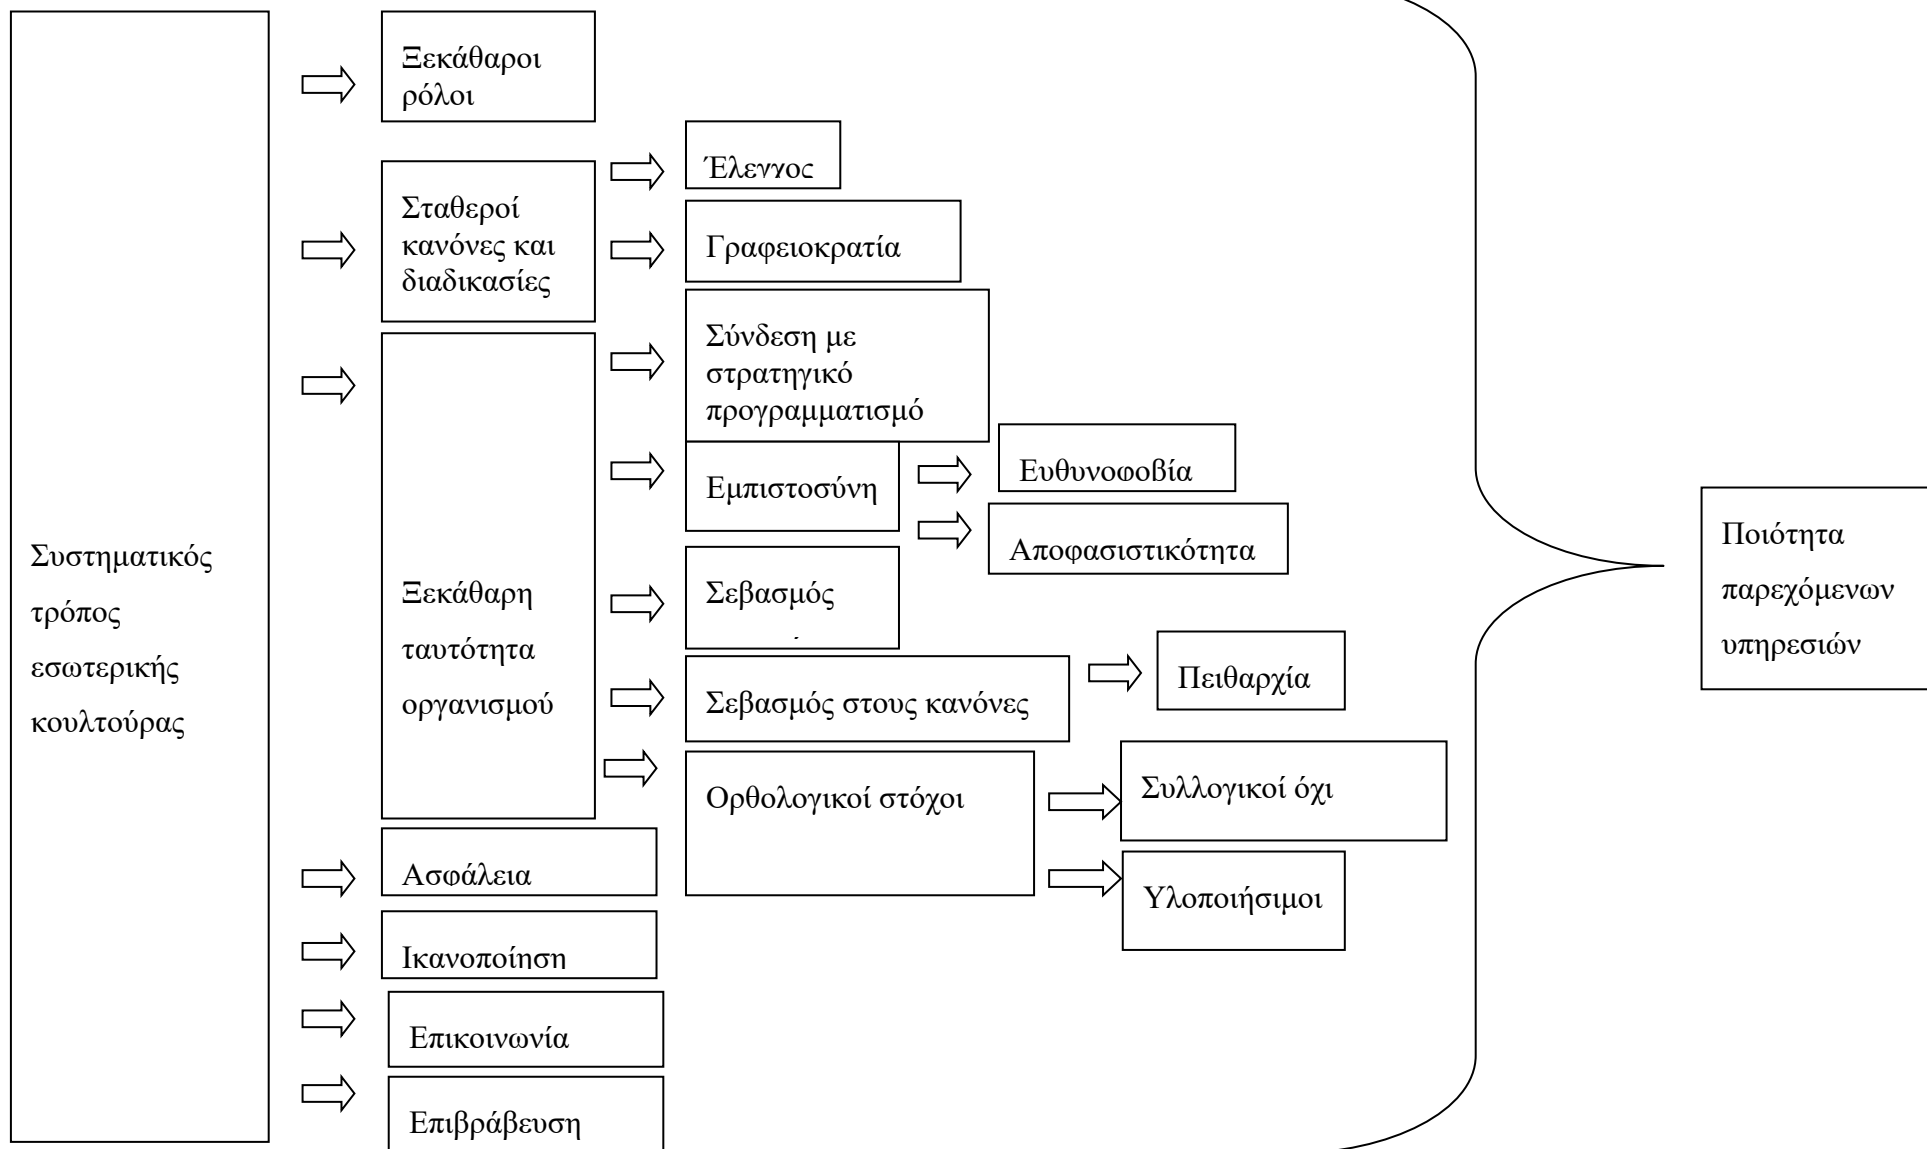 Συστηματικός
τρόπος
εσωτερικής
κουλτούρας
Ξεκάθαροι
ρόλοι
Σταθεροί
κανόνες και
διαδικασίες
Ξεκάθαρη
ταυτότητα
οργανισμού
Ασφάλεια
Ικανοποίηση
Επικοινωνία
Επιβράβευση
Έλεγχος
Γραφειοκρατία
Σύνδεση με
στρατηγικό
προγραμματισμό
Εμπιστοσύνη
Σεβασμός
Σεβασμός στους κανόνες
Ορθολογικοί στόχοι
Ευθυνοφοβία
Αποφασιστικότητα
Πειθαρχία
Συλλογικοί όχι
Υλοποιήσιμοι
Ποιότητα
παρεχόμενων
υπηρεσιών